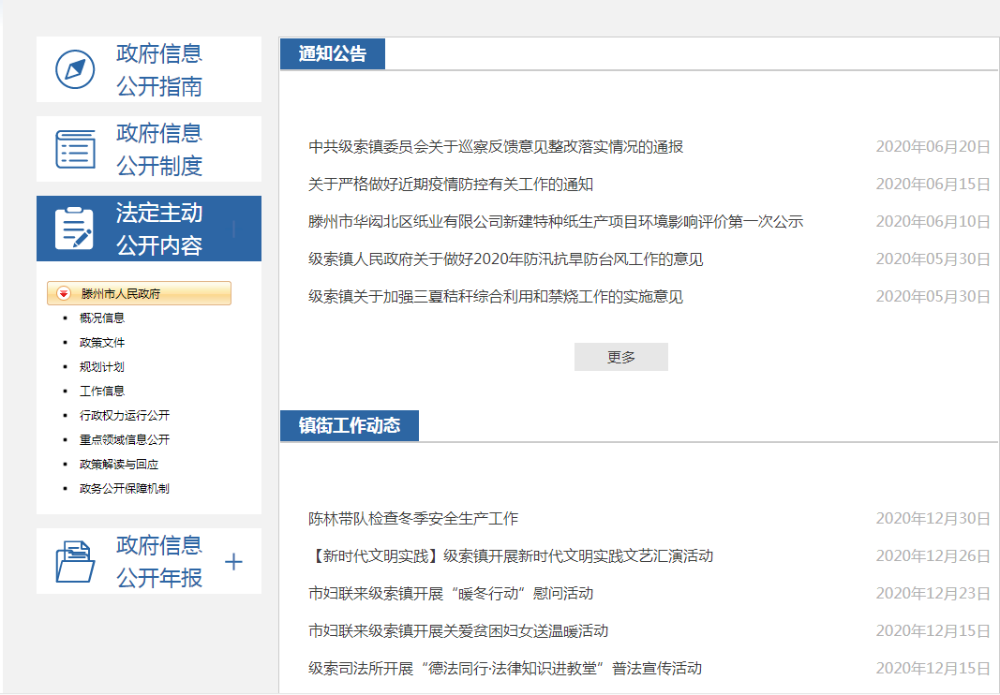 政府信息
公开指南
政府信息
公开制度
法定主动
公开内容
滕州市人民政府
概况信息
政策文件
规划计划
工作信息
行政权力运行公开
重点领域信息公开
政策解读与回应
政务公开保障机制
政府信息
公开年报
通知公告
中共级索镇委员会关于巡察反馈意见整改落实情况的通报 2020年06月20日
关于严格做好近期疫情防控有关工作的通知 2020年06月15日
滕州市华闳北区纸业有限公司新建特种纸生产项目环境影响评价第一次公示 2020年06月10日
级索镇人民政府关于做好2020年防汛抗旱防台风工作的意见 2020年05月30日
级索镇关于加强三夏秸秆综合利用和禁烧工作的实施意见 2020年05月30日
更多
镇街工作动态
陈林带队检查冬季安全生产工作 2020年12月30日
【新时代文明实践】级索镇开展新时代文明实践文艺汇演活动 2020年12月26日
市妇联来级索镇开展“暖冬行动”慰问活动 2020年12月23日
市妇联来级索镇开展关爱贫困妇女送温暖活动 2020年12月15日
级索司法所开展“德法同行·法律知识进教堂”普法宣传活动 2020年12月15日